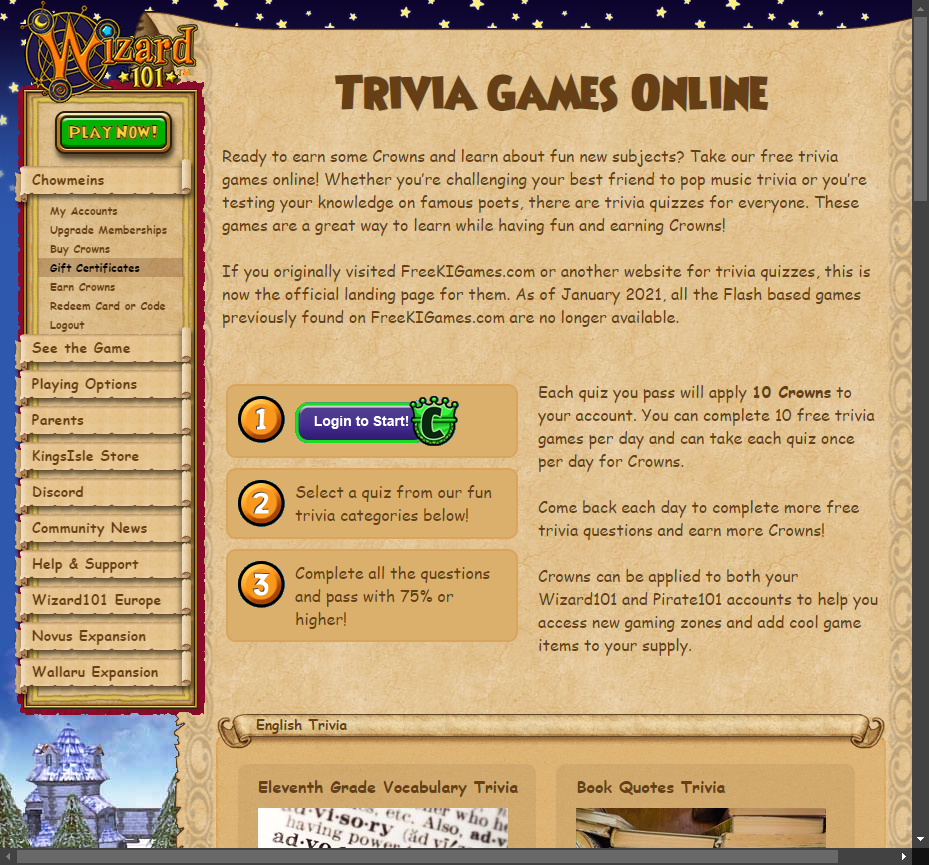 Wizard
101
PLAY NOW!
Chowmeins
My Accounts
Upgrade Memberships
Buy Crowns
Gift Certificates
Earn Crowns
Redeem Card or Code
Logout
See the Game
Playing Options
Parents
KingsIsle Store
Discord
Community News
Help & Support
Wizard101 Europe
Novus Expansion
Wallaru Expansion
TRIVIA GAMES ONLINE
Ready to earn some Crowns and learn about fun new subjects? Take our free trivia
games online! Whether you're challenging your best friend to pop music trivia or you're
testing your knowledge on famous poets, there are trivia quizzes for everyone. These
games are a great way to learn while having fun and earning Crowns!
If you originally visited FreeKIGames.com or another website for trivia quizzes, this is
now the official landing page for them. As of January 2021, all the Flash based games
previously found on FreeKIGames.com are no longer available.
1 Login to Start! C
2 Select a quiz from our fun
trivia categories below!
3 Complete all the questions
and pass with 75% or
higher!
Each quiz you pass will apply 10 Crowns to
your account. You can complete 10 free trivia
games per day and can take each quiz once
per day for Crowns.
Come back each day to complete more free
trivia questions and earn more Crowns!
Crowns can be applied to both your
Wizard101 and Pirate101 accounts to help you
access new gaming zones and add cool game
items to your supply.
English Trivia
Eleventh Grade Vocabulary Trivia
ad·vi·so·ry etc. Also, ad·v
having power
Book Quotes Trivia